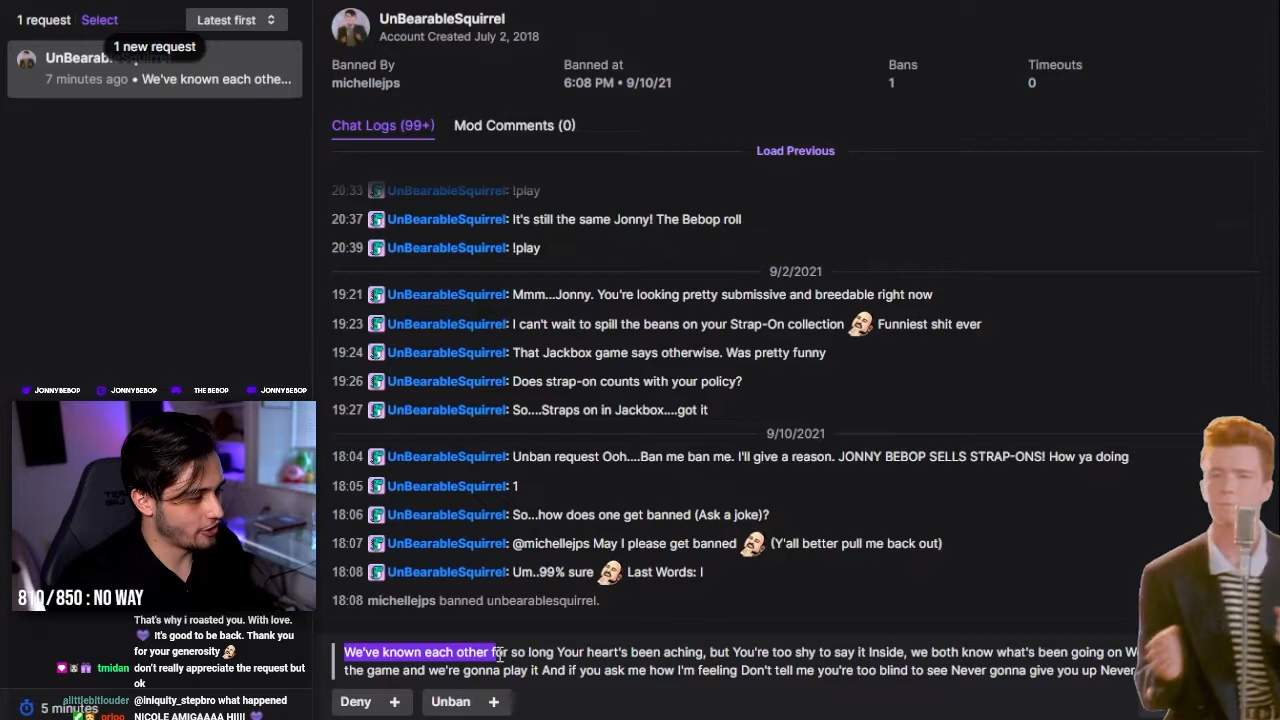 1 request Select Latest first
1 new request
UnBearab
7 minutes ago • We've known each othe...
UnBearableSquirrel
Account Created July 2, 2018
Banned By Banned at Bans Timeouts
michellejps 6:08 PM • 9/10/21 1 0
Chat Logs (99+) Mod Comments (0)
Load Previous
20:33 UnBearableSquirrel: !play
20:37 UnBearableSquirrel: It's still the same Jonny! The Bebop roll
20:39 UnBearableSquirrel: !play
9/2/2021
19:21 UnBearableSquirrel: Mmm...Jonny. You're looking pretty submissive and breedable right now
19:23 UnBearableSquirrel: I can't wait to spill the beans on your Strap-On collection Funniest shit ever
19:24 UnBearableSquirrel: That Jackbox game says otherwise. Was pretty funny
19:26 UnBearableSquirrel: Does strap-on counts with your policy?
19:27 UnBearableSquirrel: So....Straps on in Jackbox....got it
9/10/2021
18:04 UnBearableSquirrel: Unban request Ooh....Ban me ban me. I'll give a reason. JONNY BEBOP SELLS STRAP-ONS! How ya doing
18:05 UnBearableSquirrel: 1
18:06 UnBearableSquirrel: So...how does one get banned (Ask a joke)?
18:07 UnBearableSquirrel: @michellejps May I please get banned (Y'all better pull me back out)
18:08 UnBearableSquirrel: Um..99% sure Last Words: I
18:08 michellejps banned unbearablesquirrel.
We've known each other for so long Your heart's been aching, but You're too shy to say it Inside, we both know what's been going on W
the game and we're gonna play it And if you ask me how I'm feeling Don't tell me you're too blind to see Never gonna give you up Never
Deny + Unban +
JONNYBEBOP JONNYBEBOP THE BEBOP JONNYBEBOP
810/850 : NO WAY
That's why i roasted you. With love.
It's good to be back. Thank you
for your generosity
tmidan don't really appreciate the request but
ok
alittlebitlouder @iniquity_stepbro what happened
orjoo NICOLE AMIGAAAA HIIII
5 minutes